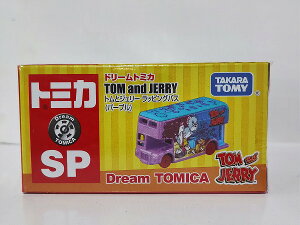 トミカ
Dream
TOMICA
SP
ドリームトミカ
TOM and JERRY
トムとジェリー ラッピングバス
(パープル)
TAKARA
TOMY
Dream TOMICA
TOM AND
JERRY